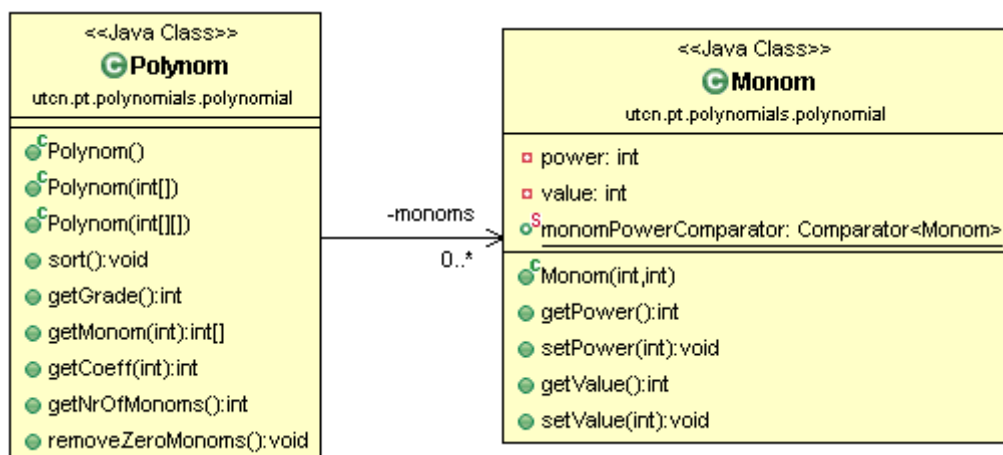 <<Java Class>>
Polynom
utcn.pt.polynomials.polynomial
Polynom()
Polynom(int[])
Polynom(int[][])
sort():void
getGrade():int
getMonom(int):int[]
getCoeff(int):int
getNrOfMonoms():int
removeZeroMonoms():void
-monoms
0..*
<<Java Class>>
Monom
utcn.pt.polynomials.polynomial
power: int
value: int
monomPowerComparator: Comparator<Monom>
Monom(int,int)
getPower():int
setPower(int):void
getValue():int
setValue(int):void